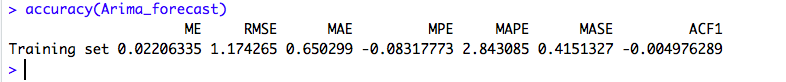 > accuracy(Arima_forecast)
ME RMSE MAE MPE MAPE MASE ACF1
Training set 0.02206335 1.174265 0.650299 -0.08317773 2.843085 0.4151327 -0.004976289
>